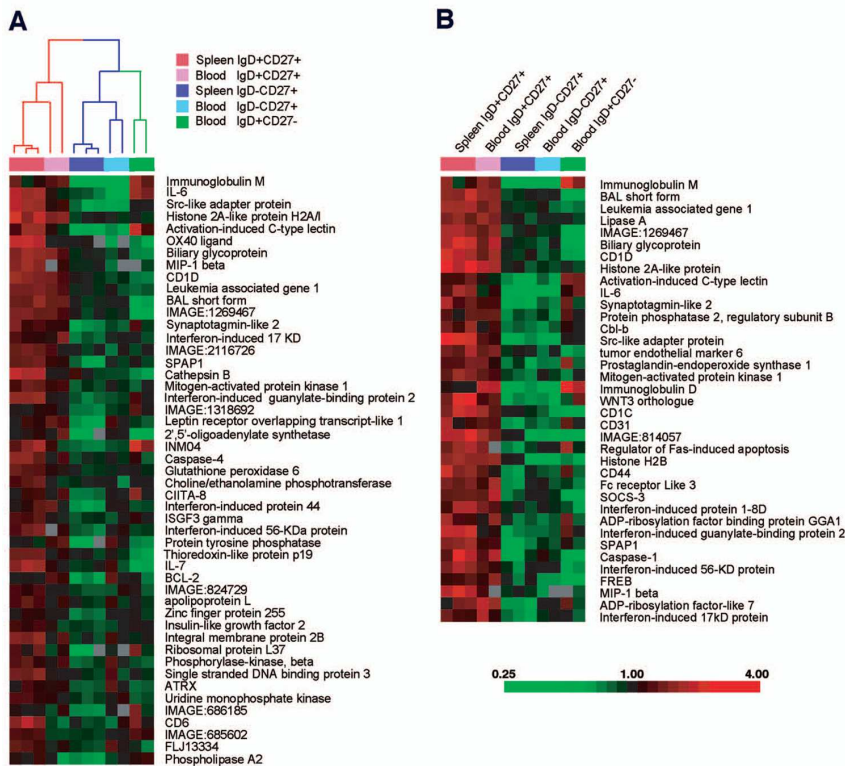 A
Spleen IgD+CD27+
Blood IgD+CD27+
Spleen IgD-CD27+
Blood IgD-CD27+
Blood IgD+CD27-
Immunoglobulin M
IL-6
Src-like adapter protein
Histone 2A-like protein H2A/l
Activation-induced C-type lectin
OX40 ligand
Biliary glycoprotein
MIP-1 beta
CD1D
Leukemia associated gene 1
BAL short form
IMAGE:1269467
Synaptotagmin-like 2
Interferon-induced 17 KD
IMAGE:2116726
SPAP1
Cathepsin B
Mitogen-activated protein kinase 1
Interferon-induced guanylate-binding protein 2
IMAGE:1318692
Leptin receptor overlapping transcript-like 1
2',5'-oligoadenylate synthetase
INM04
Caspase-4
Glutathione peroxidase 6
Choline/ethanolamine phosphotransferase
CIITA-8
Interferon-induced protein 44
ISGF3 gamma
Interferon-induced 56-KDa protein
Protein tyrosine phosphatase
Thioredoxin-like protein p19
IL-7
BCL-2
IMAGE:824729
apolipoprotein L
Zinc finger protein 255
Insulin-like growth factor 2
Integral membrane protein 2B
Ribosomal protein L37
Phosphorylase-kinase, beta
Single stranded DNA binding protein 3
ATRX
Uridine monophosphate kinase
IMAGE:686185
CD6
IMAGE:685602
FLJ13334
Phospholipase A2
B
Spleen IgD+CD27+
Blood IgD+CD27+
Spleen IgD-CD27+
Blood IgD-CD27+
Blood IgD+CD27-
Immunoglobulin M
BAL short form
Leukemia associated gene 1
Lipase A
IMAGE:1269467
Biliary glycoprotein
CD1D
Histone 2A-like protein
Activation-induced C-type lectin
IL-6
Synaptotagmin-like 2
Protein phosphatase 2, regulatory subunit B
Cbl-b
Src-like adapter protein
tumor endothelial marker 6
Prostaglandin-endoperoxide synthase 1
Mitogen-activated protein kinase 1
Immunoglobulin D
WNT3 orthologue
CD1C
CD31
IMAGE:814057
Regulator of Fas-induced apoptosis
Histone H2B
CD44
Fc receptor Like 3
SOCS-3
Interferon-induced protein 1-8D
ADP-ribosylation factor binding protein GGA1
Interferon-induced guanylate-binding protein 2
SPAP1
Caspase-1
Interferon-induced 56-KD protein
FREB
MIP-1 beta
ADP-ribosylation factor-like 7
Interferon-induced 17kD protein
0.25 1.00 4.00